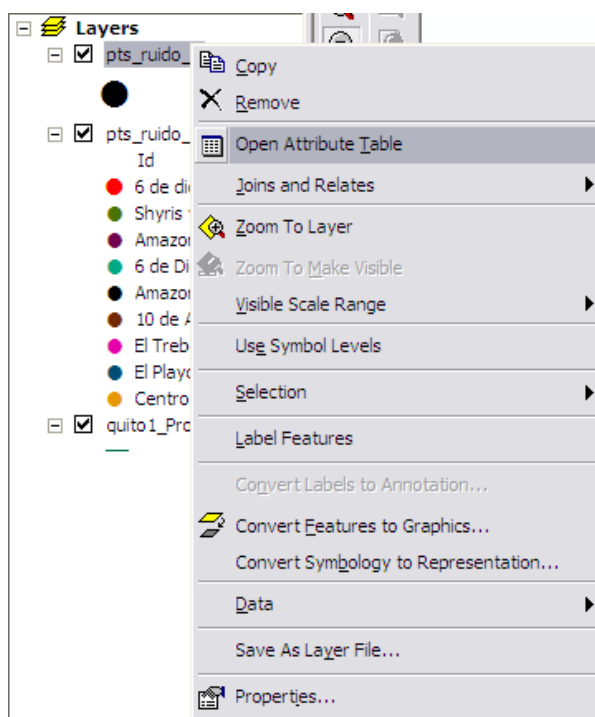 Layers
pts_ruido_
pts_ruido_
Id
6 de di
Shyris
Amazo
6 de Di
Amazo
10 de
El Treb
El Playo
Centro
quito1_Pro
Copy
Remove
Open Attribute Table
Joins and Relates
Zoom To Layer
Zoom To Make Visible
Visible Scale Range
Use Symbol Levels
Selection
Label Features
Convert Labels to Annotation...
Convert Features to Graphics...
Convert Symbology to Representation...
Data
Save As Layer File...
Properties...